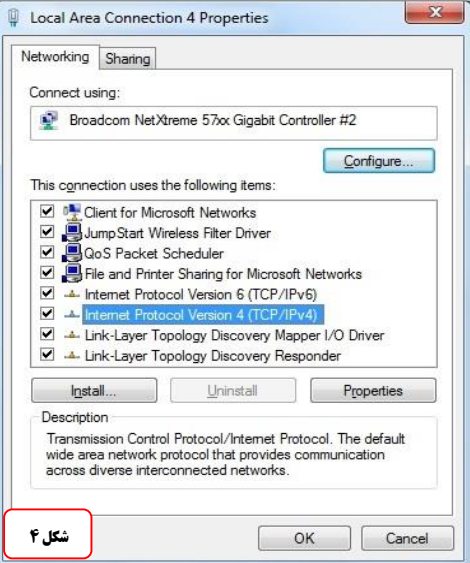 Local Area Connection 4 Properties
Networking
Sharing
Connect using:
Broadcom NetXtreme 57xx Gigabit Controller #2
Configure...
This connection uses the following items:
Client for Microsoft Networks
JumpStart Wireless Filter Driver
QoS Packet Scheduler
File and Printer Sharing for Microsoft Networks
Internet Protocol Version 6 (TCP/IPv6)
Internet Protocol Version 4 (TCP/IPv4)
Link-Layer Topology Discovery Mapper I/O Driver
Link-Layer Topology Discovery Responder
Install...
Uninstall
Properties
Description
Transmission Control Protocol/Internet Protocol. The default
wide area network protocol that provides communication
across diverse interconnected networks.
شکل ۴
OK
Cancel